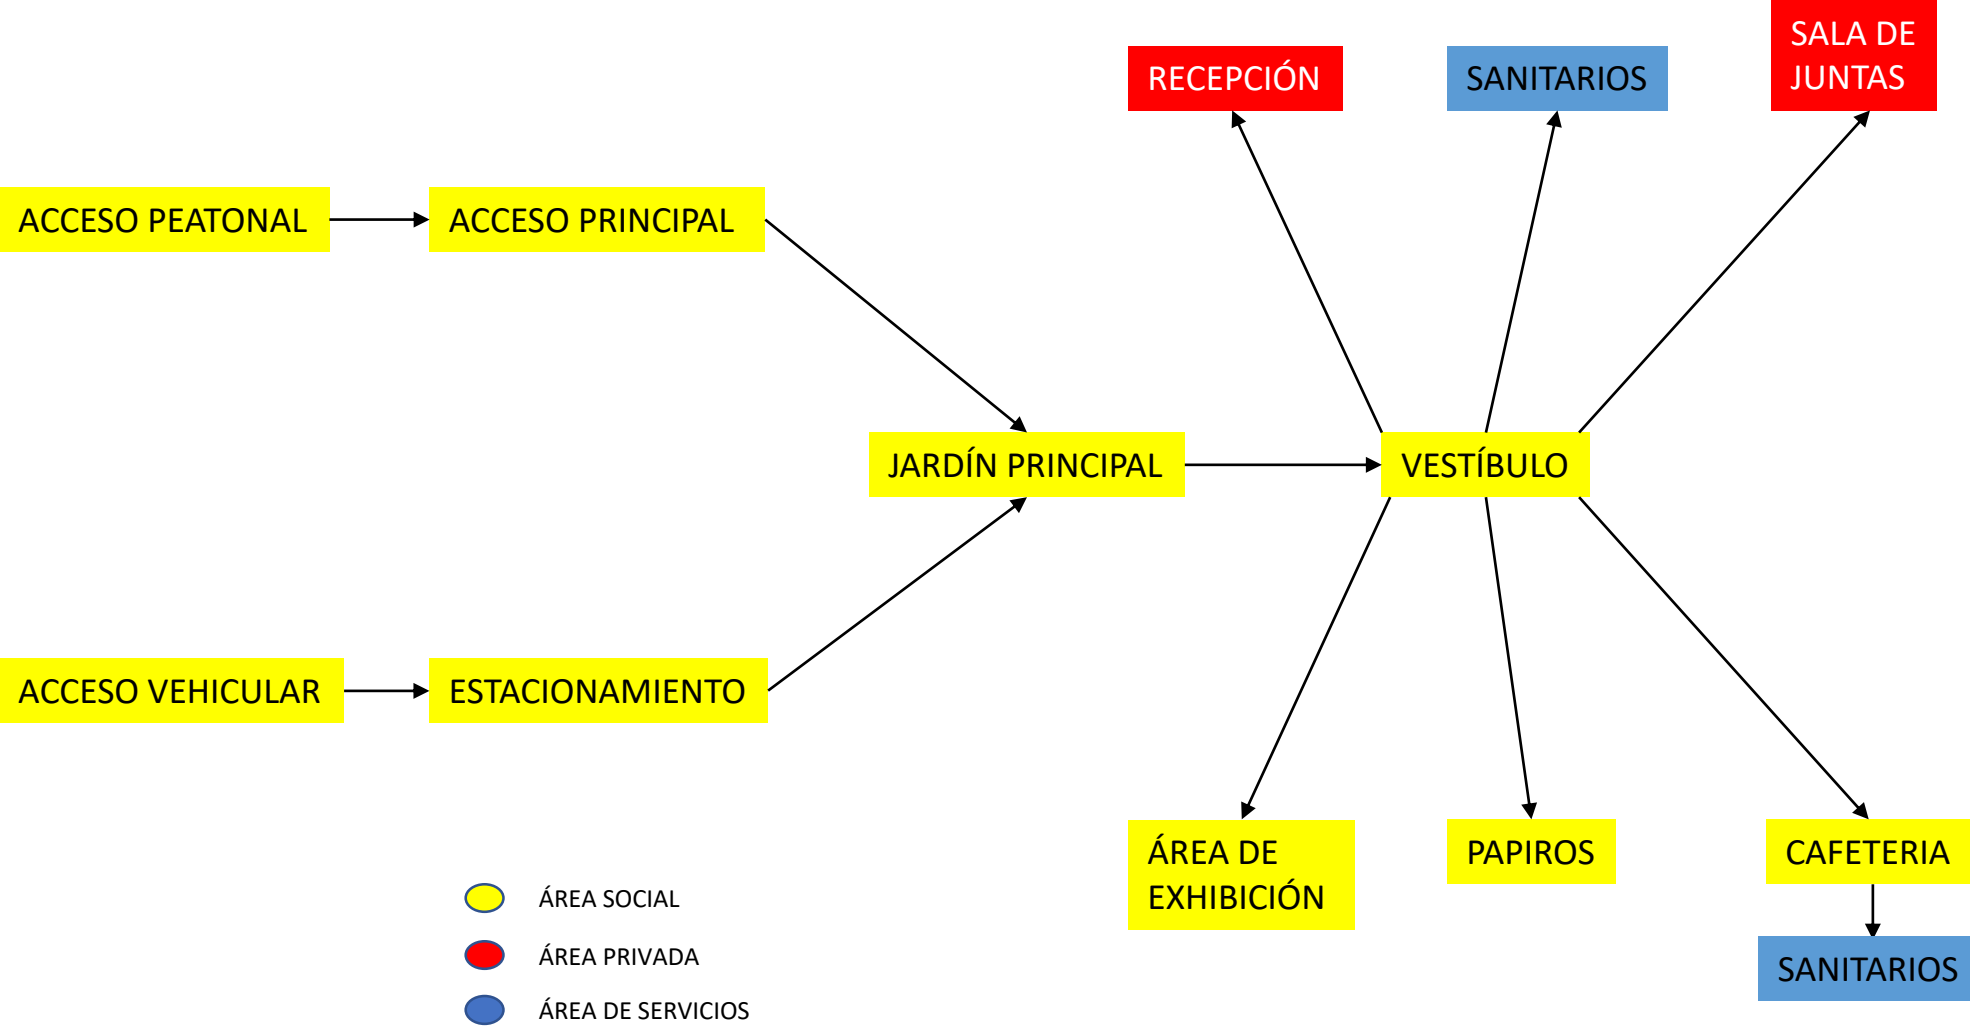 RECEPCIÓN
SANITARIOS
SALA DE
JUNTAS
ACCESO PEATONAL
ACCESO PRINCIPAL
JARDÍN PRINCIPAL
VESTÍBULO
ACCESO VEHICULAR
ESTACIONAMIENTO
ÁREA DE
EXHIBICIÓN
PAPIROS
CAFETERIA
SANITARIOS
ÁREA SOCIAL
ÁREA PRIVADA
ÁREA DE SERVICIOS